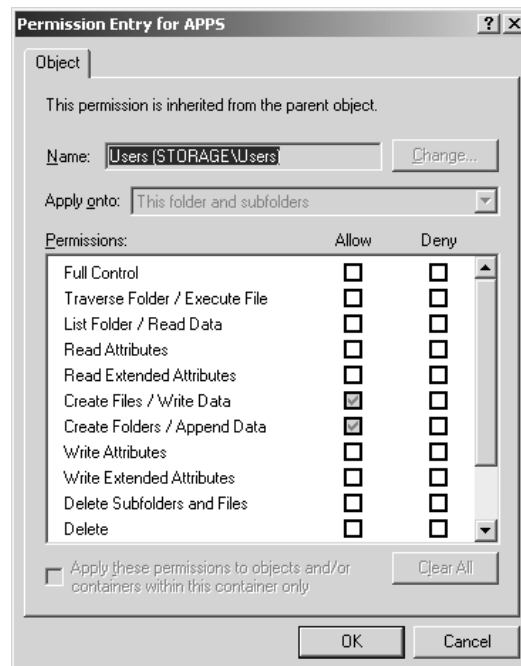 Permission Entry for APPS
Object
This permission is inherited from the parent object.
Name: Users (STORAGE\Users) Change...
Apply onto: This folder and subfolders
Permissions: Allow Deny
Full Control
Traverse Folder / Execute File
List Folder / Read Data
Read Attributes
Read Extended Attributes
Create Files / Write Data
Create Folders / Append Data
Write Attributes
Write Extended Attributes
Delete Subfolders and Files
Delete
Apply these permissions to objects and/or
containers within this container only
Clear All
OK Cancel